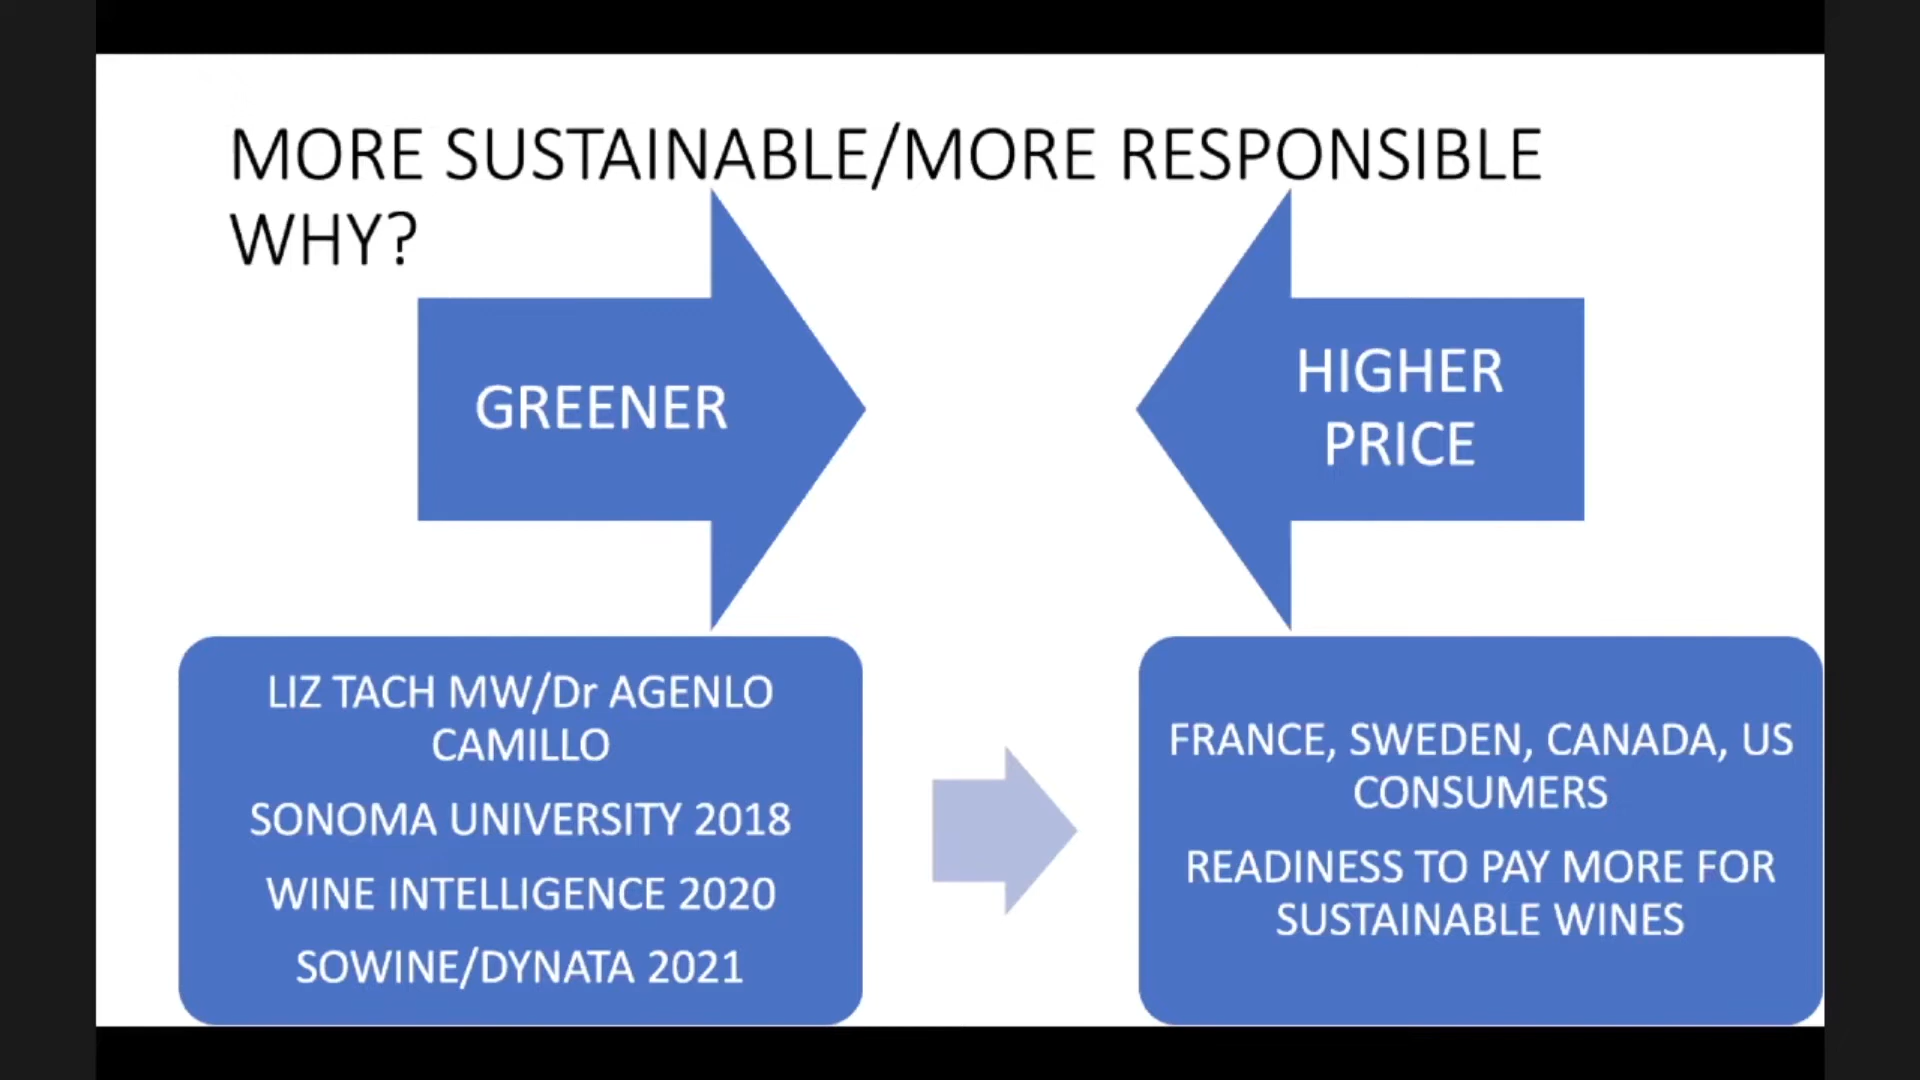 MORE SUSTAINABLE/MORE RESPONSIBLE
WHY?
GREENER
HIGHER
PRICE
LIZ TACH MW/Dr AGENLO
CAMILLO
SONOMA UNIVERSITY 2018
WINE INTELLIGENCE 2020
SOWINE/DYNATA 2021
FRANCE, SWEDEN, CANADA, US
CONSUMERS
READINESS TO PAY MORE FOR
SUSTAINABLE WINES